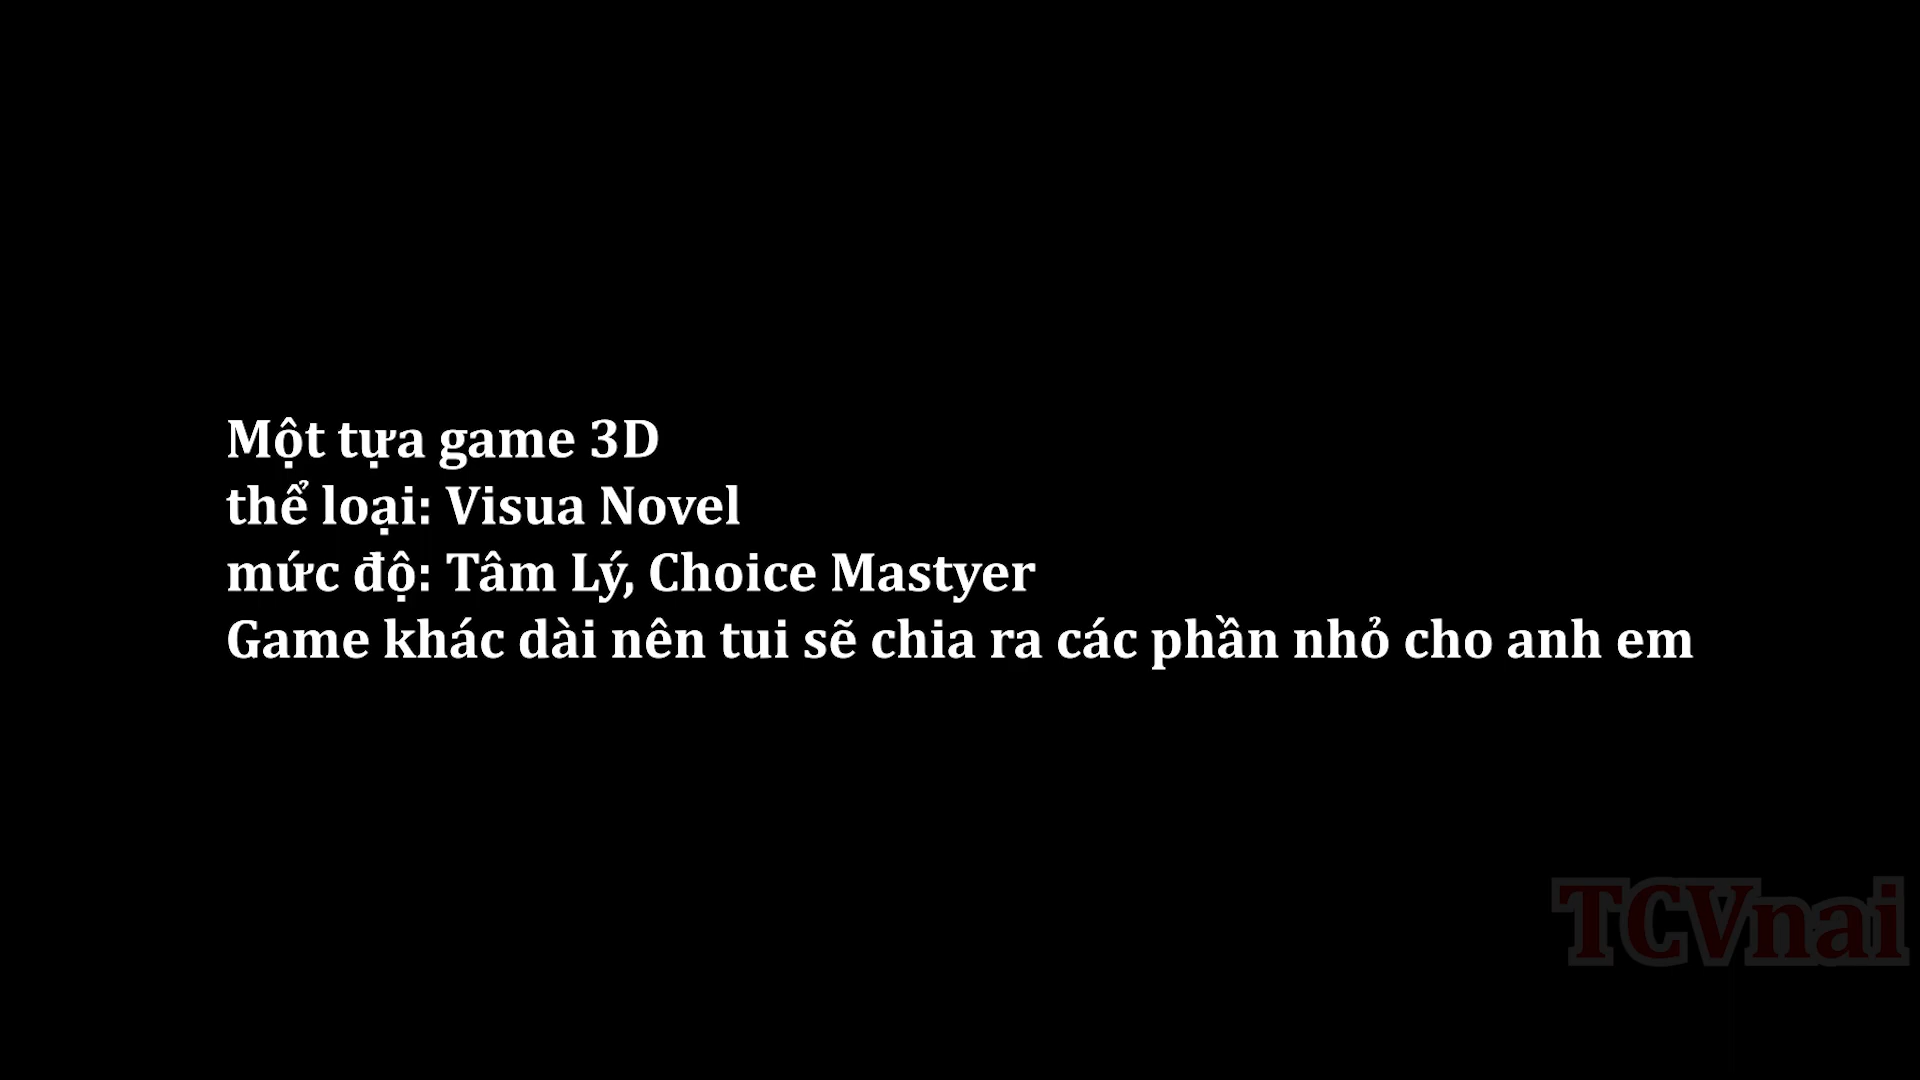 Một tựa game 3D
thể loại: Visua Novel
mức độ: Tâm Lý, Choice Mastyer
Game khác dài nên tui sẽ chia ra các phần nhỏ cho anh em
TCVnai